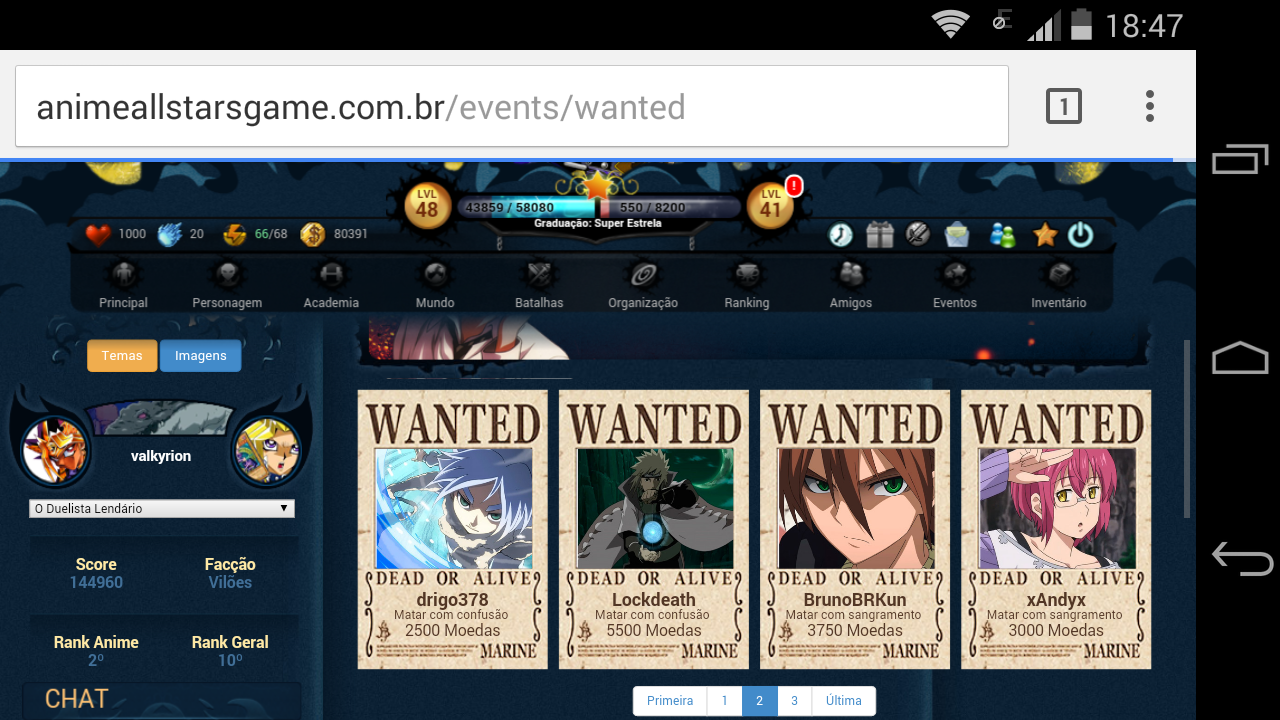 E 18:47
animeallstarsgame.com.br/events/wanted
1
LVL
48
43859 / 58080
550 / 8200
LVL
41
!
Graduação: Super Estrela
1000
20
66/68
80391
Principal
Personagem
Academia
Mundo
Batalhas
Organização
Ranking
Amigos
Eventos
Inventário
Temas
Imagens
valkyrion
O Duelista Lendário
Score
144960
Facção
Vilões
Rank Anime
2º
Rank Geral
10º
CHAT
WANTED
DEAD OR ALIVE
drigo378
Matar com confusão
2500 Moedas
MARINE
WANTED
DEAD OR ALIVE
Lockdeath
Matar com confusão
5500 Moedas
MARINE
WANTED
DEAD OR ALIVE
BrunoBRKun
Matar com sangramento
3750 Moedas
MARINE
WANTED
DEAD OR ALIVE
xAndyx
Matar com sangramento
3000 Moedas
MARINE
Primeira 1 2 3 Última